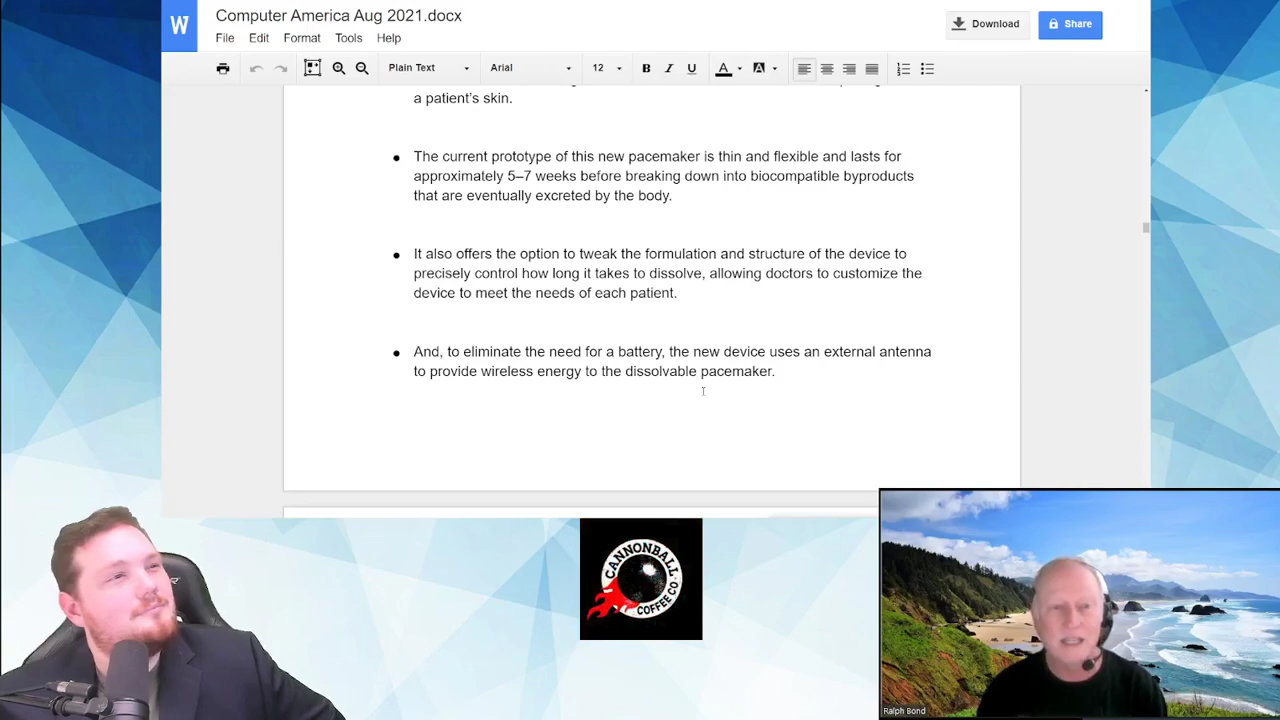 Computer America Aug 2021.docx
W
File Edit Format Tools Help
Download
Share
Plain Text
Arial
12
B I U A A
a patient's skin.
● The current prototype of this new pacemaker is thin and flexible and lasts for
approximately 5–7 weeks before breaking down into biocompatible byproducts
that are eventually excreted by the body.
● It also offers the option to tweak the formulation and structure of the device to
precisely control how long it takes to dissolve, allowing doctors to customize the
device to meet the needs of each patient.
● And, to eliminate the need for a battery, the new device uses an external antenna
to provide wireless energy to the dissolvable pacemaker.
CANNONBALL
COFFEE CO
Ralph Bond